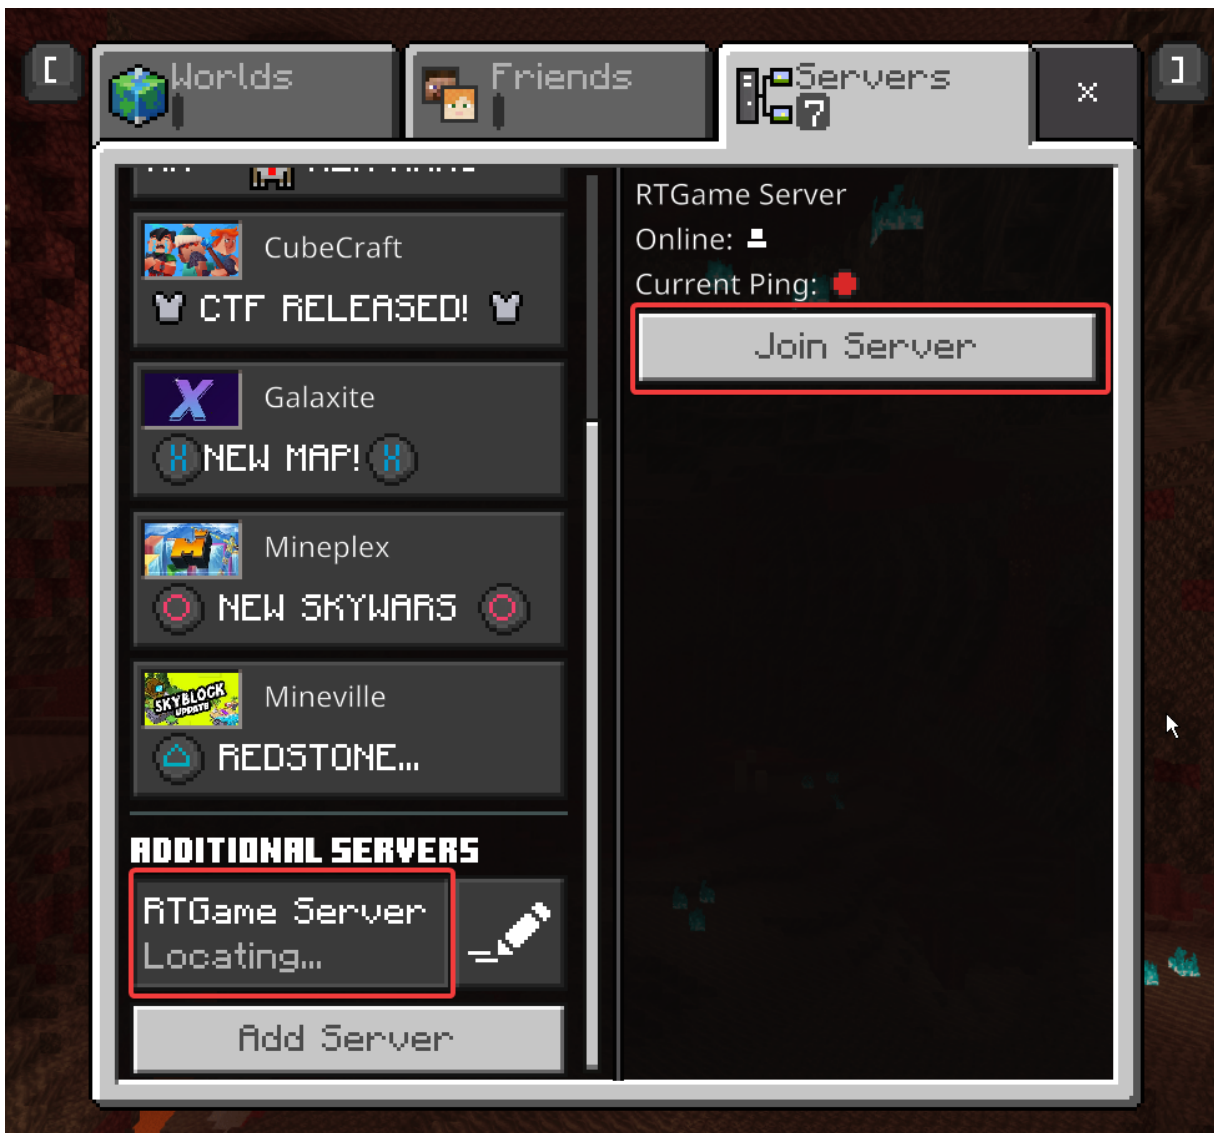 [
Worlds
Friends
Servers
7
x
]
CubeCraft
CTF RELEASED!
Galaxite
NEW MAP!
Mineplex
NEW SKYWARS
SKYBLOCK
UPDATE
Mineville
REDSTONE...
ADDITIONAL SERVERS
RTGame Server
Locating...
Add Server
RTGame Server
Online:
Current Ping:
Join Server